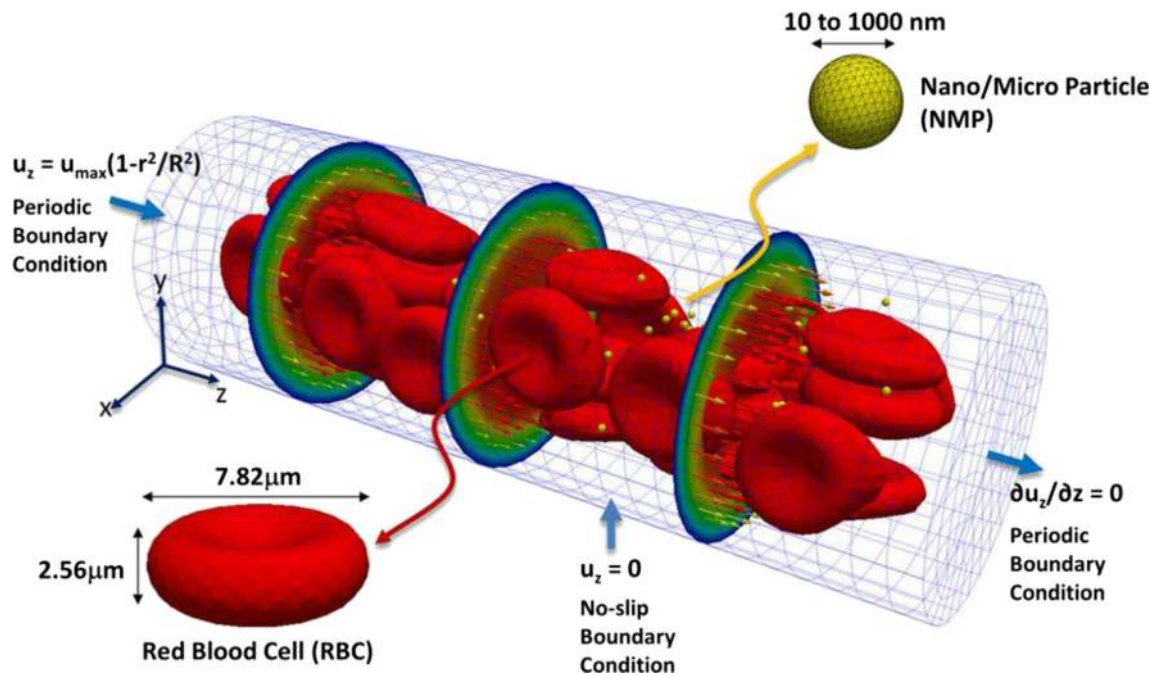 10 to 1000 nm
Nano/Micro Particle
(NMP)
u_z = u_max(1-r²/R²)
Periodic
Boundary
Condition
y
x
z
7.82μm
2.56μm
Red Blood Cell (RBC)
u_z = 0
No-slip
Boundary
Condition
∂u_z/∂z = 0
Periodic
Boundary
Condition